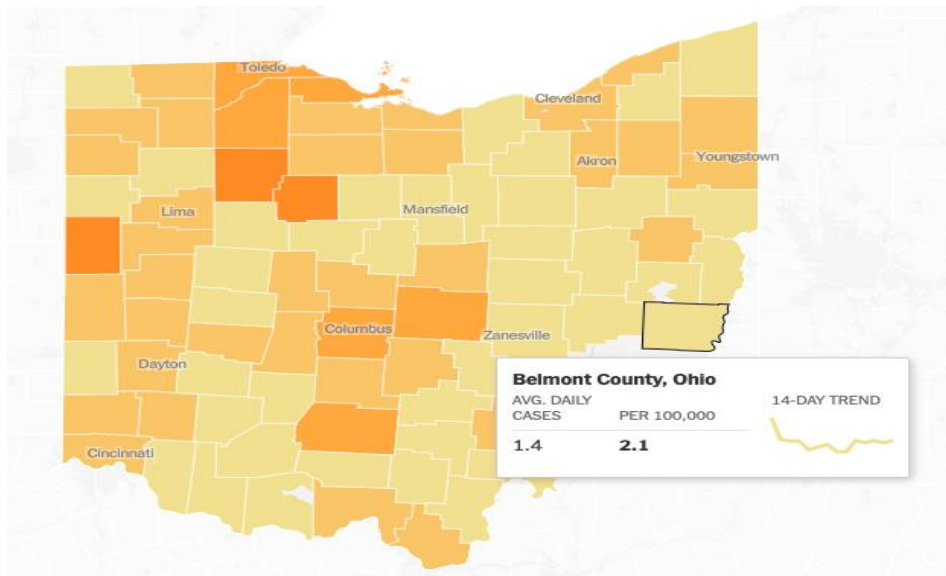 Toledo
Cleveland
Akron
Youngstown
Lima
Mansfield
Columbus
Zanesville
Dayton
Cincinnati
Belmont County, Ohio
AVG. DAILY CASES
PER 100,000
14-DAY TREND
1.4
2.1